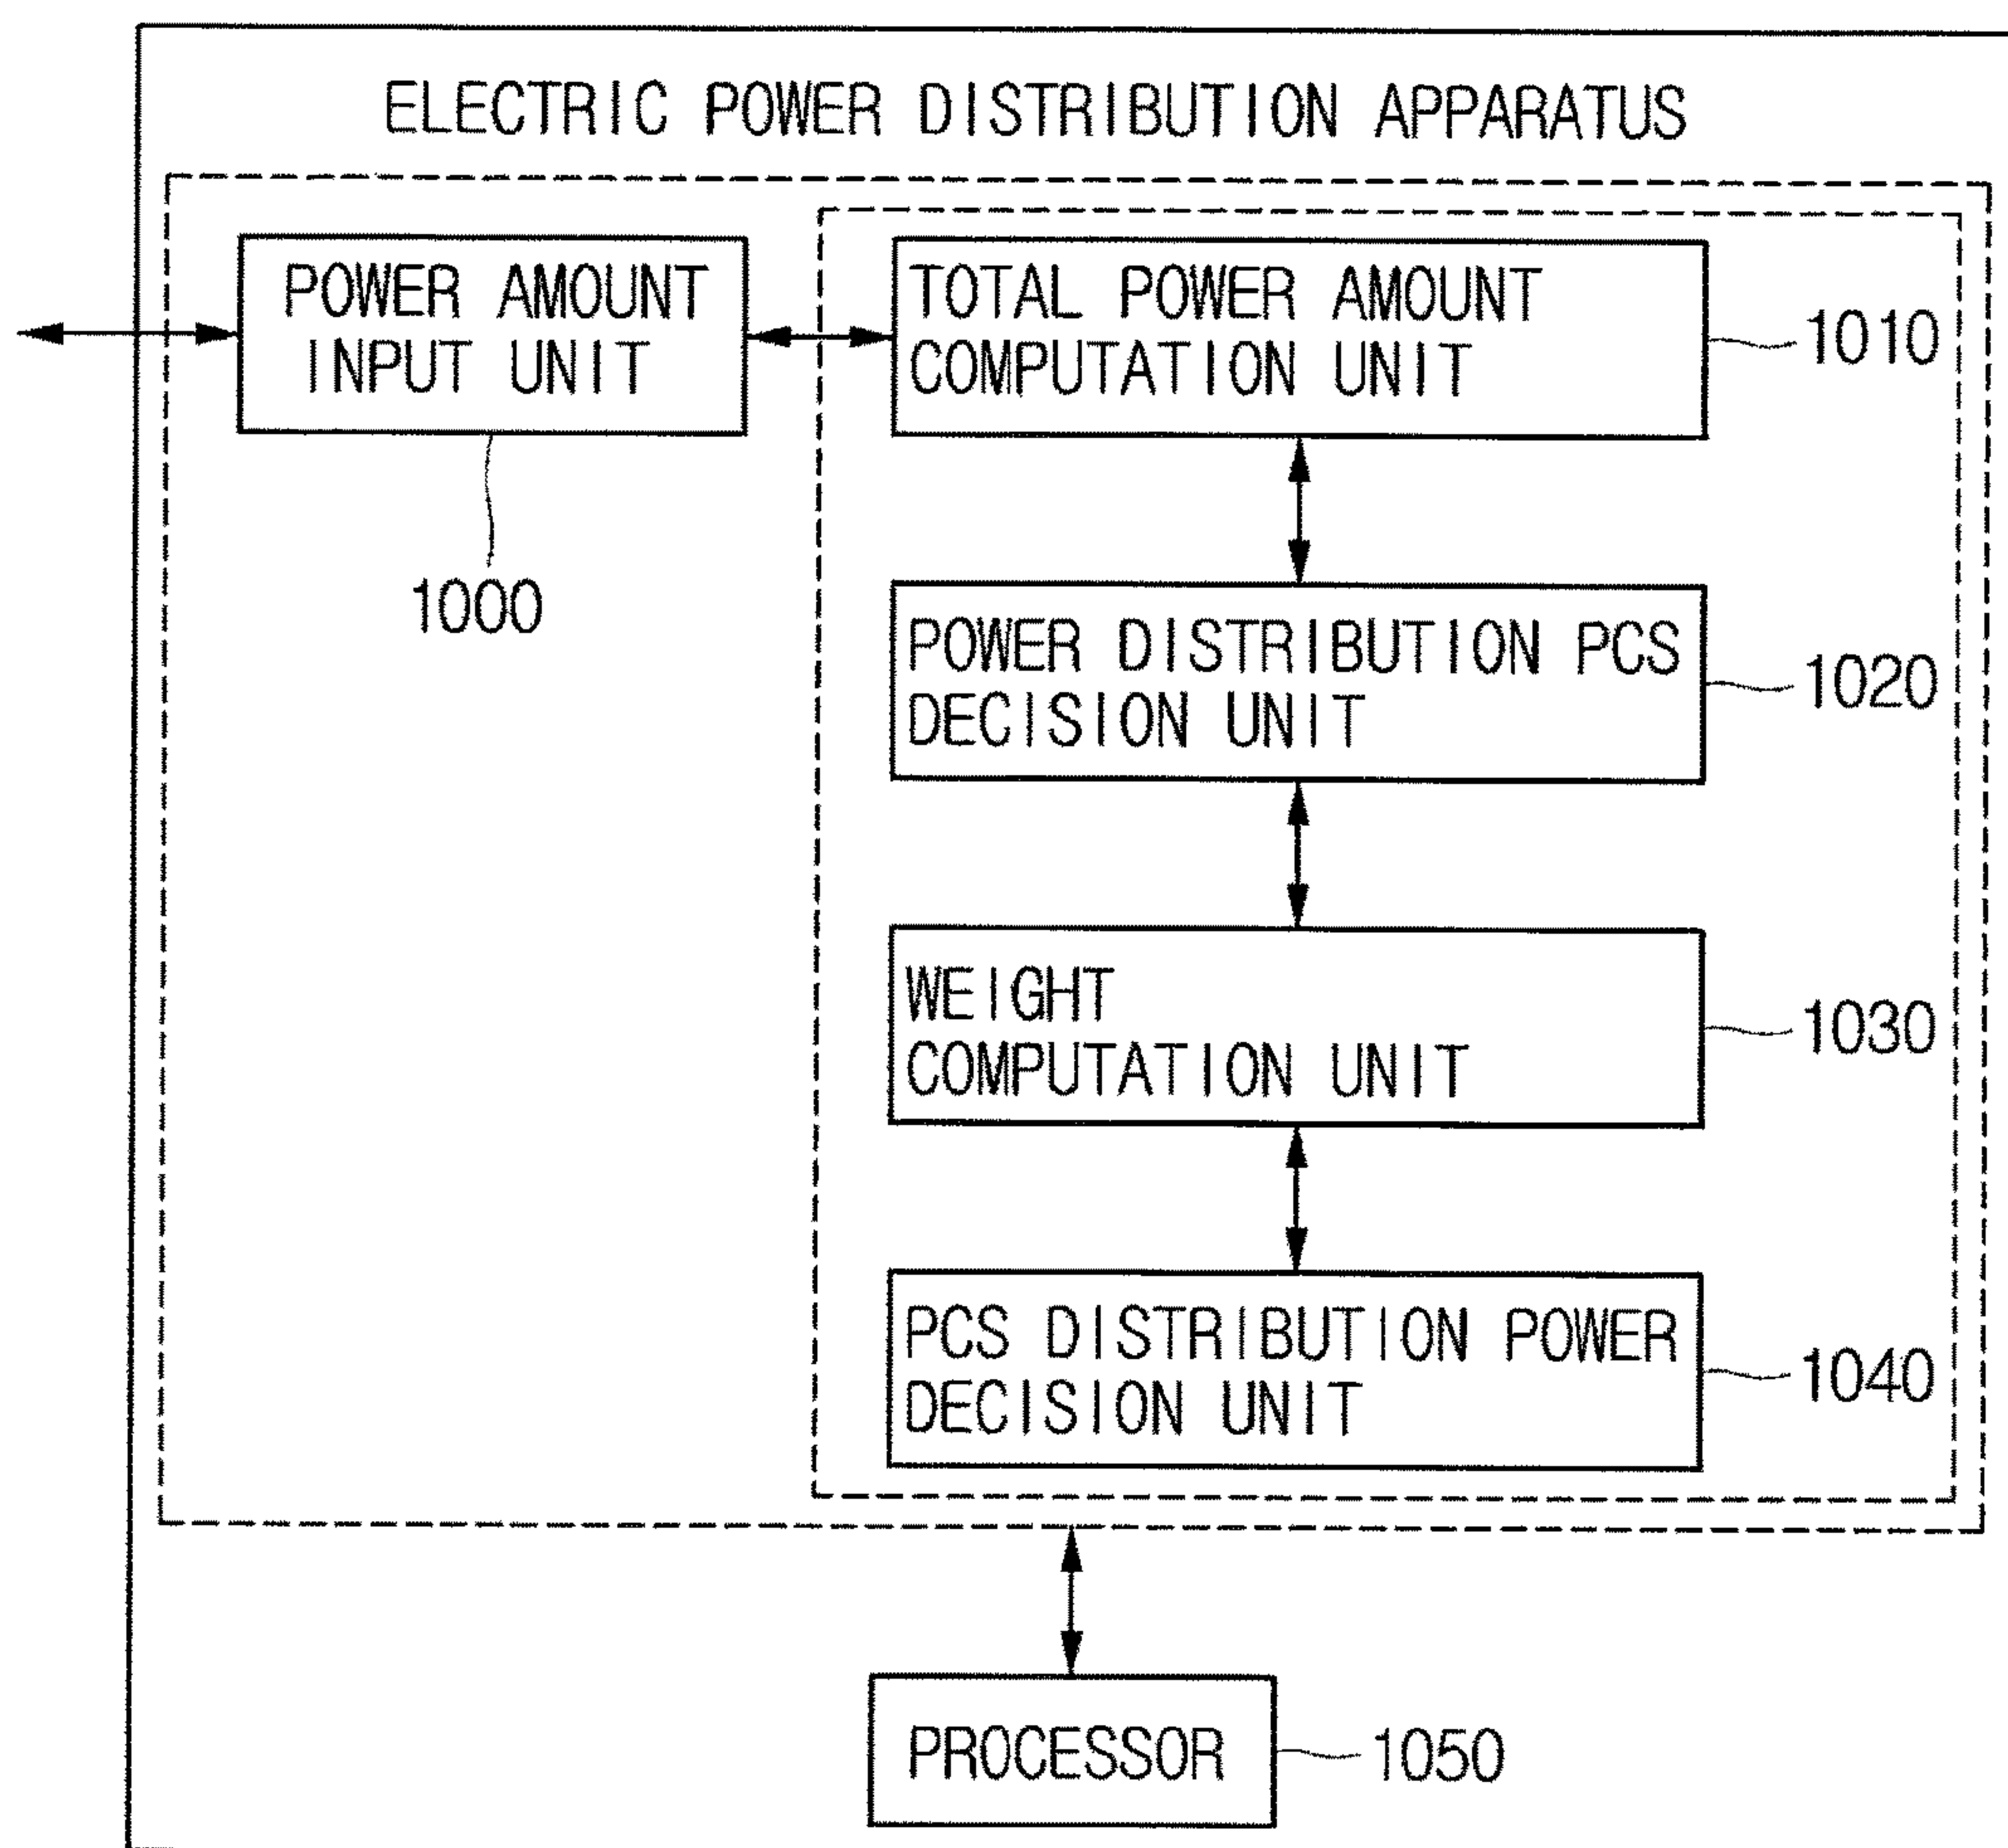 ELECTRIC POWER DISTRIBUTION APPARATUS
POWER AMOUNT
INPUT UNIT
1000
TOTAL POWER AMOUNT
COMPUTATION UNIT
1010
POWER DISTRIBUTION PCS
DECISION UNIT
1020
WEIGHT
COMPUTATION UNIT
1030
PCS DISTRIBUTION POWER
DECISION UNIT
1040
PROCESSOR
1050